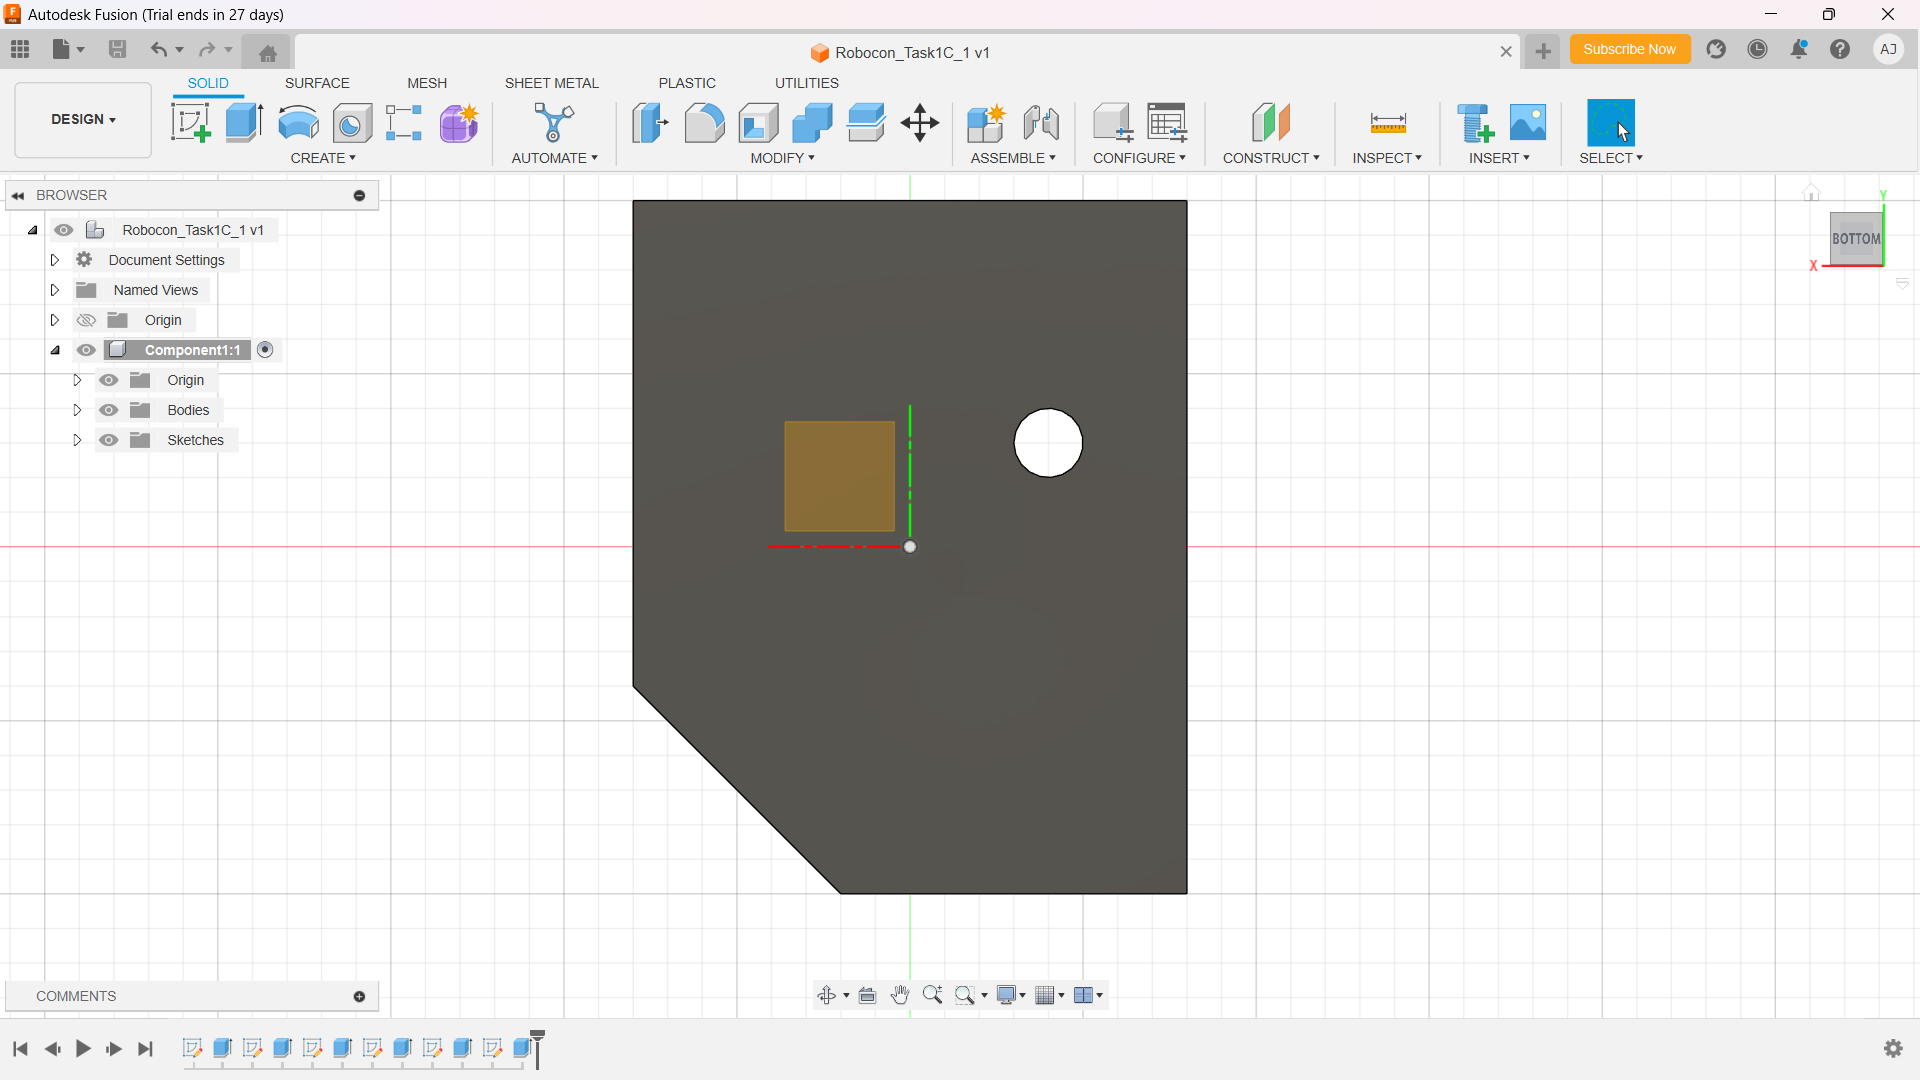 Autodesk Fusion (Trial ends in 27 days)
Robocon_Task1C_1 v1
Subscribe Now
AJ
SOLID SURFACE MESH SHEET METAL PLASTIC UTILITIES
DESIGN
CREATE AUTOMATE MODIFY ASSEMBLE CONFIGURE CONSTRUCT INSPECT INSERT SELECT
BROWSER
Robocon_Task1C_1 v1
Document Settings
Named Views
Origin
Component1:1
Origin
Bodies
Sketches
Y
BOTTOM
X
COMMENTS